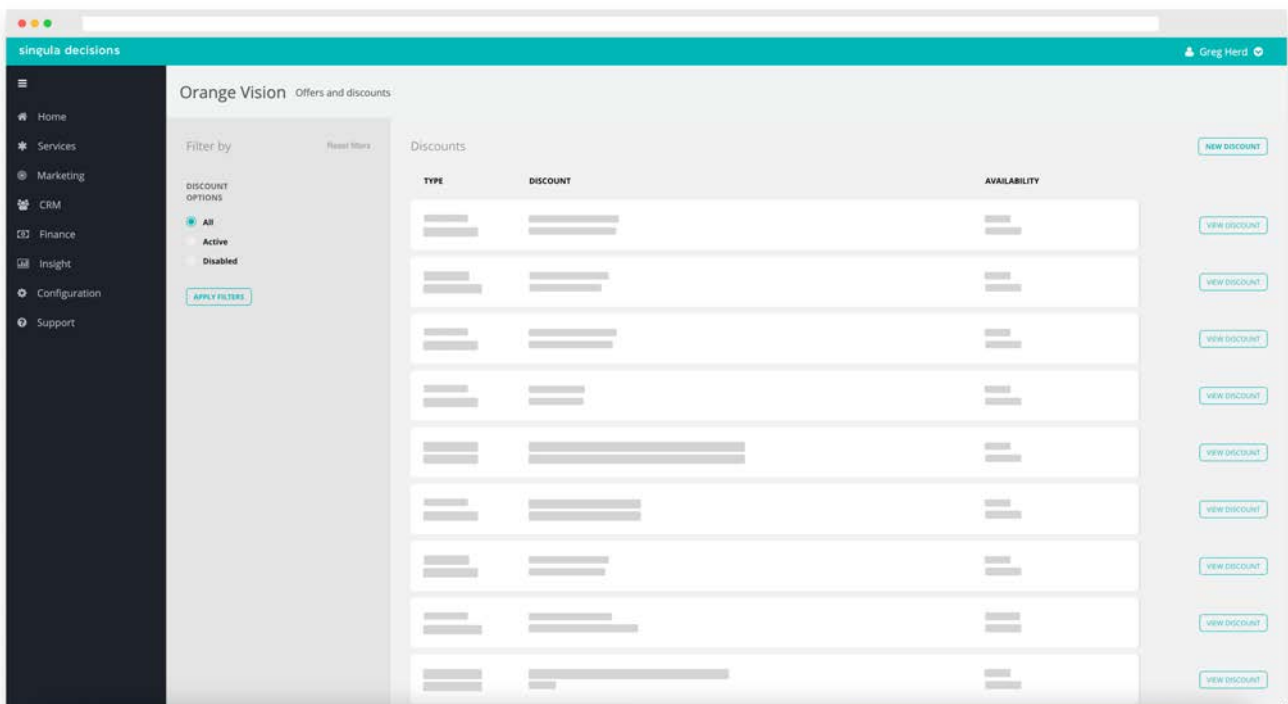 singula decisions
Greg Herd
Orange Vision Offers and discounts
Home
Services
Marketing
CRM
Finance
Insight
Configuration
Support
Filter by
Reset filters
DISCOUNT
OPTIONS
All
Active
Disabled
APPLY FILTERS
Discounts
NEW DISCOUNT
TYPE DISCOUNT AVAILABILITY
VIEW DISCOUNT
VIEW DISCOUNT
VIEW DISCOUNT
VIEW DISCOUNT
VIEW DISCOUNT
VIEW DISCOUNT
VIEW DISCOUNT
VIEW DISCOUNT
VIEW DISCOUNT